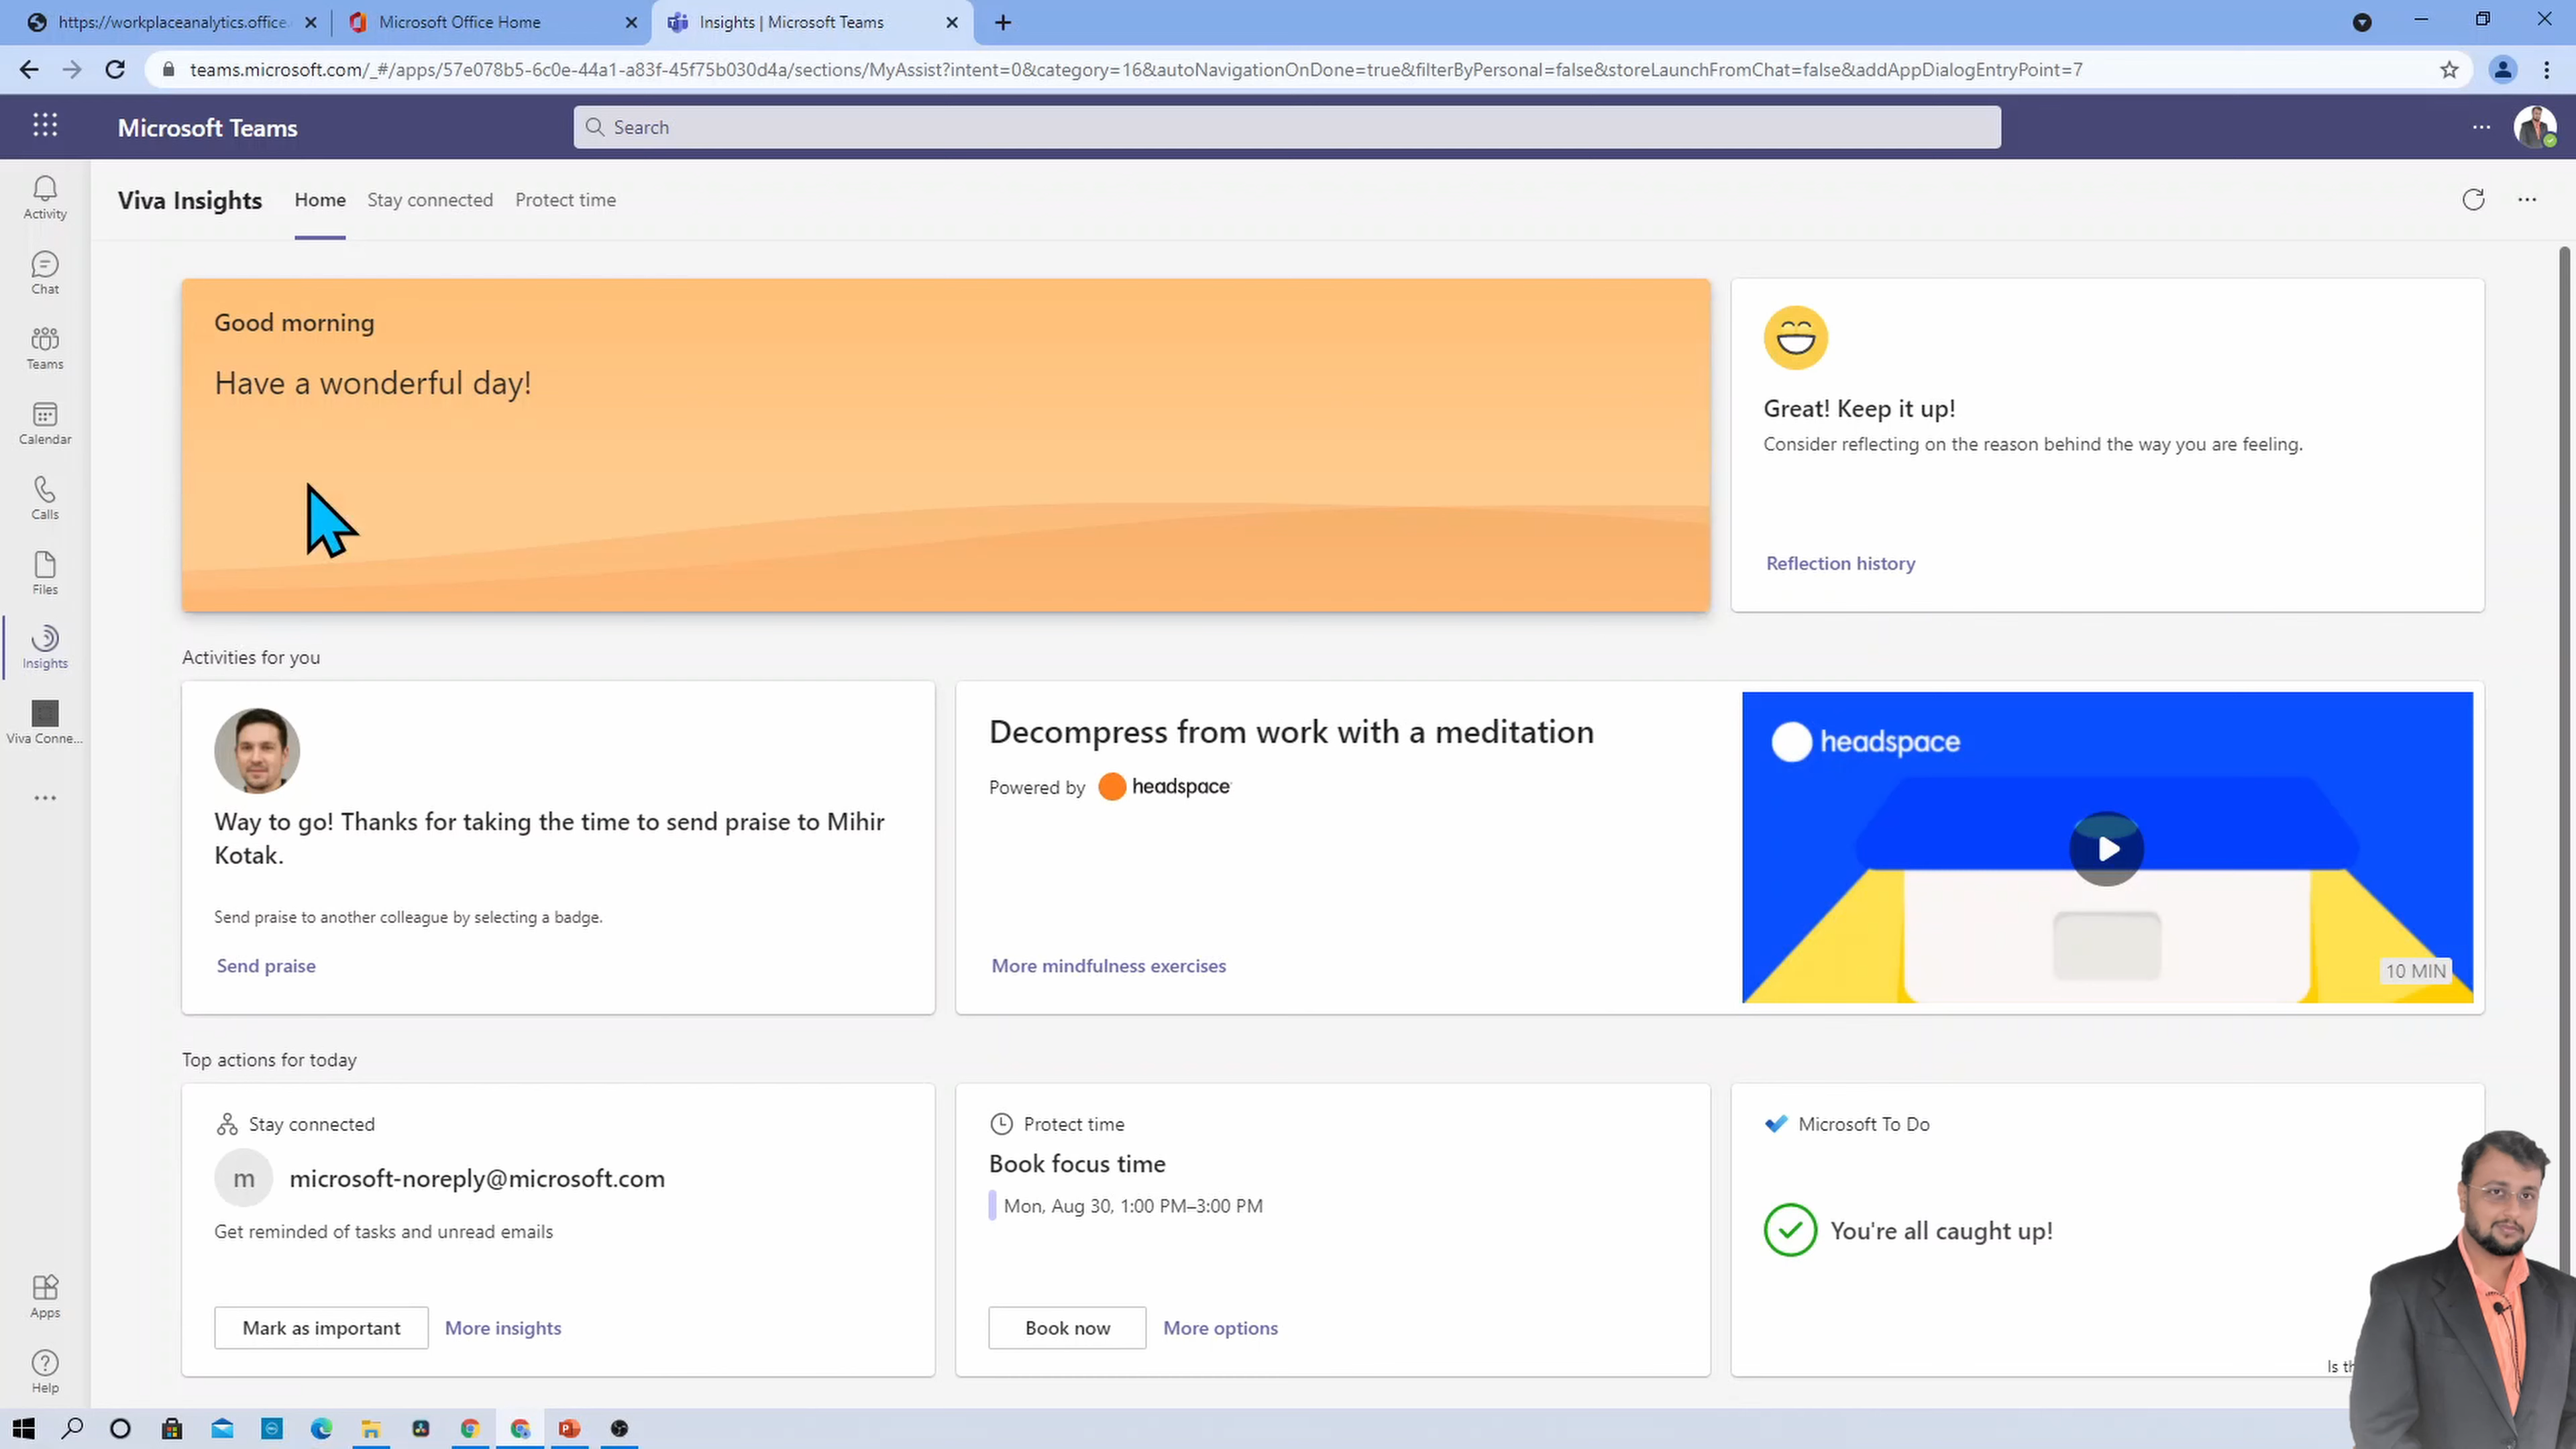 https://workplaceanalytics.office.
Microsoft Office Home
Insights | Microsoft Teams
teams.microsoft.com/_#/apps/57e078b5-6c0e-44a1-a83f-45f75b030d4a/sections/MyAssist?intent=0&category=16&autoNavigationOnDone=true&filterByPersonal=false&storeLaunchFromChat=false&addAppDialogEntryPoint=7
Microsoft Teams
Search
Activity
Chat
Teams
Calendar
Calls
Files
Insights
Viva Conne...
Apps
Help
Viva Insights
Home
Stay connected
Protect time
Good morning
Have a wonderful day!
Great! Keep it up!
Consider reflecting on the reason behind the way you are feeling.
Reflection history
Activities for you
Way to go! Thanks for taking the time to send praise to Mihir
Kotak.
Send praise to another colleague by selecting a badge.
Send praise
Decompress from work with a meditation
Powered by headspace
More mindfulness exercises
headspace
10 MIN
Top actions for today
Stay connected
m
microsoft-noreply@microsoft.com
Get reminded of tasks and unread emails
Mark as important
More insights
Protect time
Book focus time
Mon, Aug 30, 1:00 PM–3:00 PM
Book now
More options
Microsoft To Do
You're all caught up!
Is